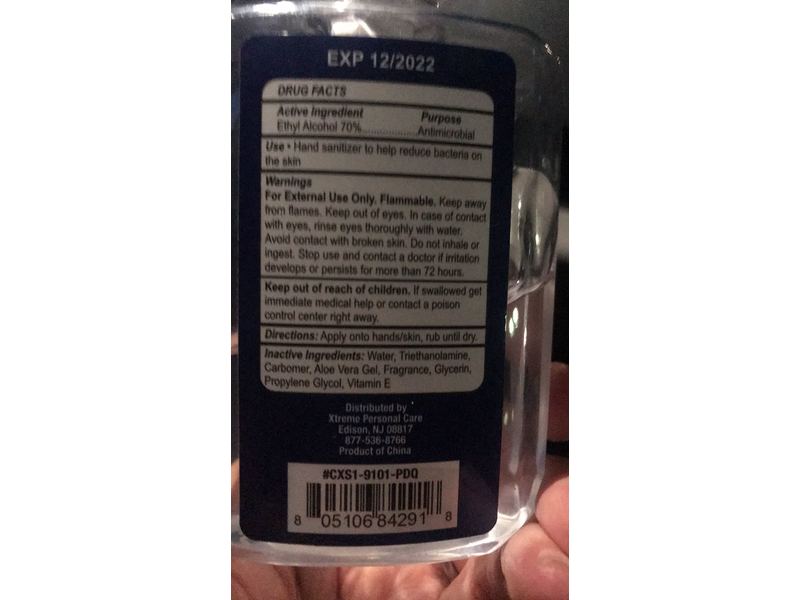 EXP 12/2022
DRUG FACTS
Active Ingredient Purpose
Ethyl Alcohol 70%....................Antimicrobial
Use • Hand sanitizer to help reduce bacteria on
the skin
Warnings
For External Use Only. Flammable. Keep away
from flames. Keep out of eyes. In case of contact
with eyes, rinse eyes thoroughly with water.
Avoid contact with broken skin. Do not inhale or
ingest. Stop use and contact a doctor if irritation
develops or persists for more than 72 hours.
Keep out of reach of children. If swallowed get
immediate medical help or contact a poison
control center right away.
Directions: Apply onto hands/skin, rub until dry.
Inactive Ingredients: Water, Triethanolamine,
Carbomer, Aloe Vera Gel, Fragrance, Glycerin,
Propylene Glycol, Vitamin E
Distributed by
Xtreme Personal Care
Edison, NJ 08817
877-536-8766
Product of China
#CXS1-9101-PDQ
8 05106 84291 8